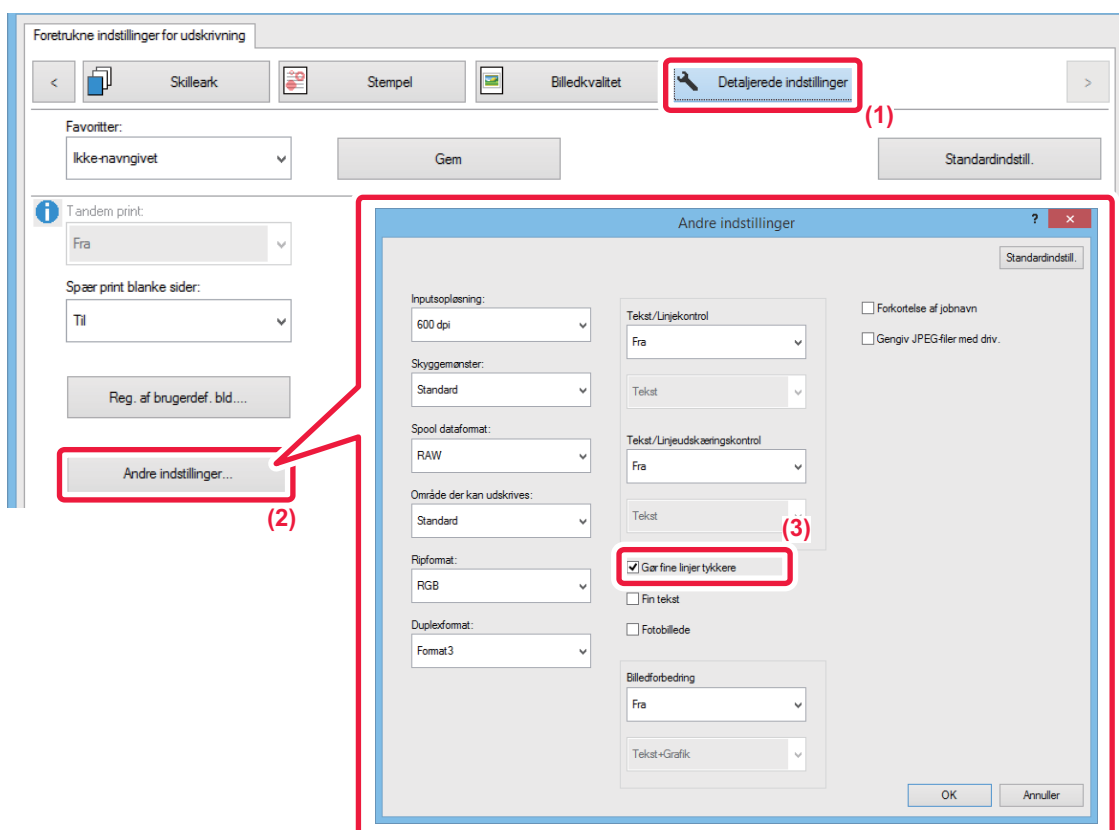 Foretrukne indstillinger for udskrivning
<
Skilleark
Stempel
Billedkvalitet
Detaljerede indstillinger
>
(1)
Favoritter:
Ikke-navngivet
Gem
Standardindstill.
Tandem print:
Fra
Spær print blanke sider:
Til
Reg. af brugerdef. bld....
Andre indstillinger...
(2)
Andre indstillinger
?
×
Standardindstill.
Inputsopløsning:
600 dpi
Skyggemønster:
Standard
Spool dataformat:
RAW
Område der kan udskrives:
Standard
Ripformat:
RGB
Duplexformat:
Format3
Tekst/Linjekontrol
Fra
Tekst
Tekst/Linjeudskæringskontrol
Fra
Tekst
(3)
Gør fine linjer tykkere
Fin tekst
Fotobillede
Billedforbedring
Fra
Tekst+Grafik
Forkortelse af jobnavn
Gengiv JPEG-filer med driv.
OK
Annuller